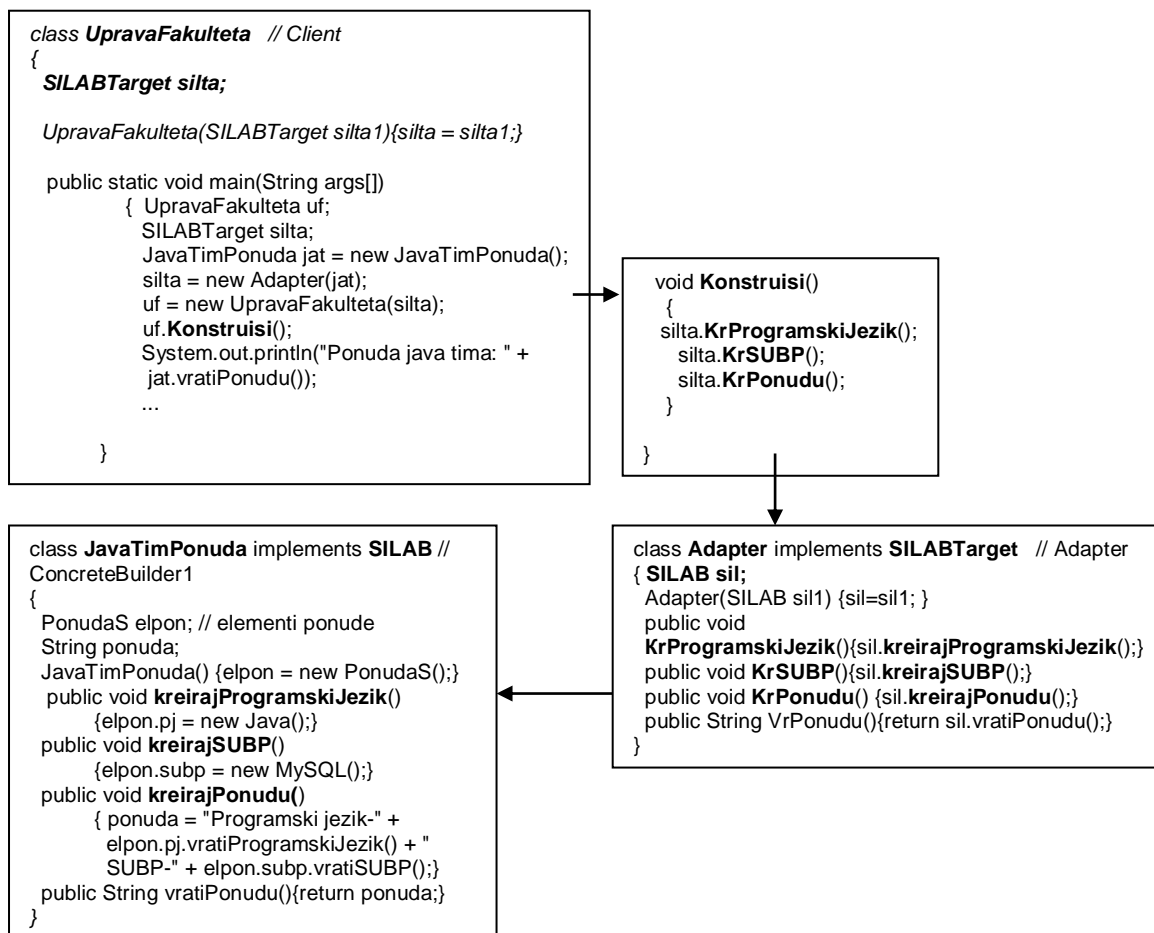 class UpravaFakulteta // Client
{
SILABTarget silta;
UpravaFakulteta(SILABTarget silta1){silta = silta1;}
public static void main(String args[])
{ UpravaFakulteta uf;
SILABTarget silta;
JavaTimPonuda jat = new JavaTimPonuda();
silta = new Adapter(jat);
uf = new UpravaFakulteta(silta);
uf.Konstruisi();
System.out.println("Ponuda java tima: " +
jat.vratiPonudu());
...
}
void Konstruisi()
{
silta.KrProgramskiJezik();
silta.KrSUBP();
silta.KrPonudu();
}
}
class Adapter implements SILABTarget // Adapter
{ SILAB sil;
Adapter(SILAB sil1) {sil=sil1; }
public void
KrProgramskiJezik(){sil.kreirajProgramskiJezik();}
public void KrSUBP(){sil.kreirajSUBP();}
public void KrPonudu() {sil.kreirajPonudu();}
public String VrPonudu(){return sil.vratiPonudu();}
}
class JavaTimPonuda implements SILAB //
ConcreteBuilder1
{
PonudaS elpon; // elementi ponude
String ponuda;
JavaTimPonuda() {elpon = new PonudaS();}
public void kreirajProgramskiJezik()
{elpon.pj = new Java();}
public void kreirajSUBP()
{elpon.subp = new MySQL();}
public void kreirajPonudu()
{ ponuda = "Programski jezik-" +
elpon.pj.vratiProgramskiJezik() + "
SUBP-" + elpon.subp.vratiSUBP();}
public String vratiPonudu(){return ponuda;}
}